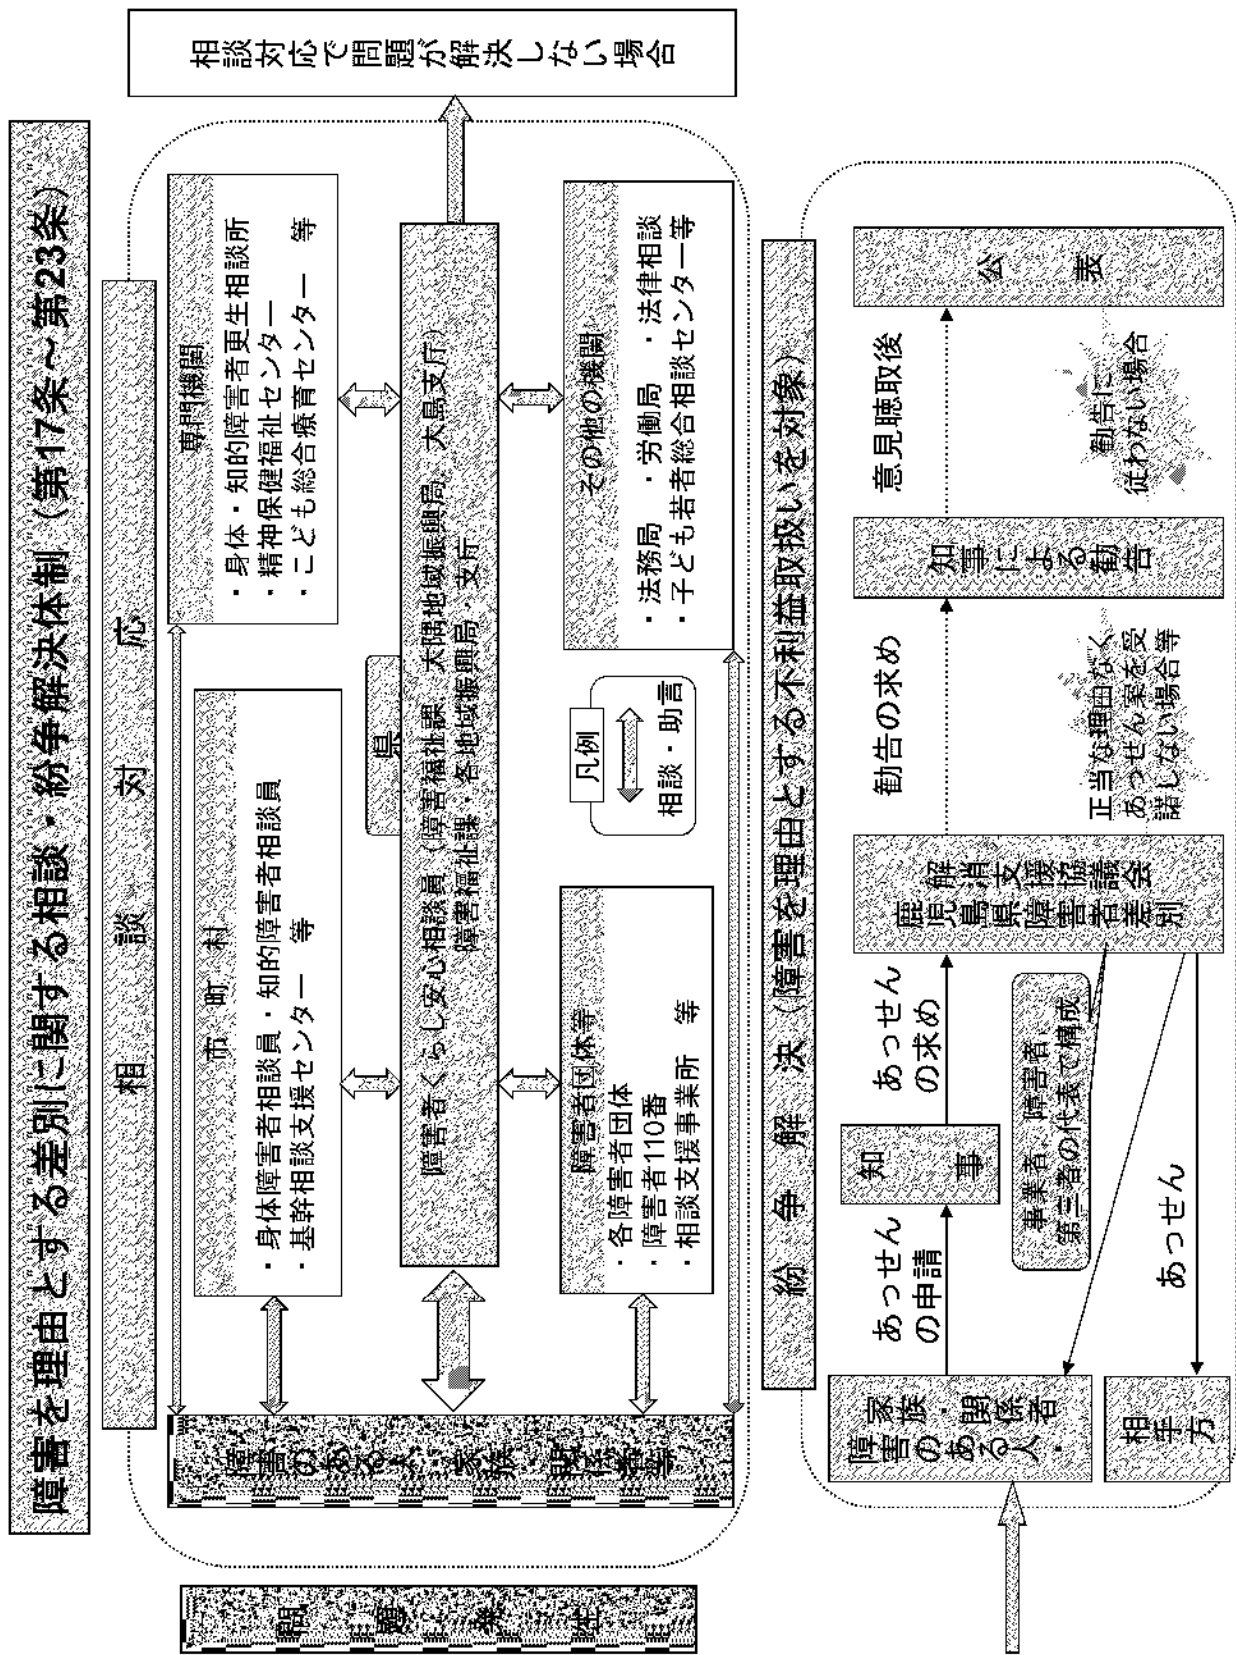 障害を理由とする差別に関する相談・紛争解決体制（第17条～第23条）
問題発生
相談対応
障害のある人・家族・関係者等
市町村
・身体障害者相談員・知的障害者相談員
・基幹相談支援センター 等
専門機関
・身体・知的障害者更生相談所
・精神保健福祉センター
・こども総合療育センター 等
県
障害者くらし安心相談員（障害福祉課、大隅地域振興局、大島支庁）
障害福祉課・各地域振興局・支庁
障害者団体等
・各障害者団体
・障害者110番
・相談支援事業所 等
凡例
相談・助言
その他の機関
・法務局 ・労働局 ・法律相談
・子ども若者総合相談センター等
相談対応で問題が解決しない場合
紛争解決（障害を理由とする不利益取扱いを対象）
障害のある人・
家族・関係者
相手方
あっせん
の申請
知事
あっせん
の求め
事業者、障害者、
第三者の代表で構成
あっせん
鹿児島県障害者差別
解消支援協議会
勧告の求め
正当な理由なく
あっせん案を受
諾しない場合等
知事による勧告
意見聴取後
勧告に
従わない場合
公表